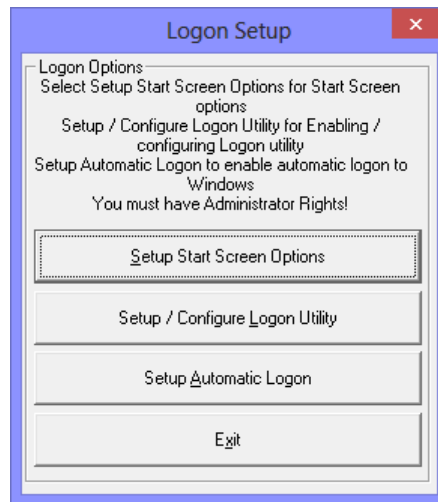 Logon Setup
Logon Options
Select Setup Start Screen Options for Start Screen
options
Setup / Configure Logon Utility for Enabling /
configuring Logon utility
Setup Automatic Logon to enable automatic logon to
Windows
You must have Administrator Rights!
Setup Start Screen Options
Setup / Configure Logon Utility
Setup Automatic Logon
Exit